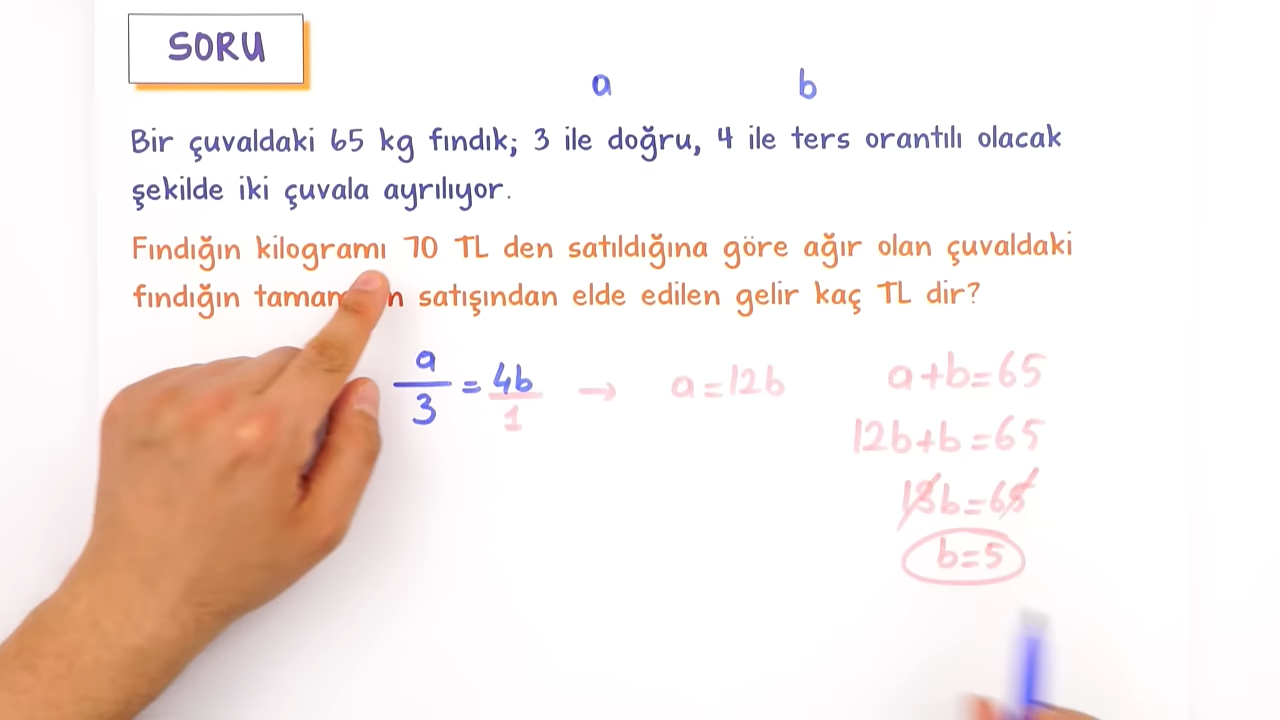 SORU
a b
Bir çuvaldaki 65 kg fındık; 3 ile doğru, 4 ile ters orantılı olacak
şekilde iki çuvala ayrılıyor.
Fındığın kilogramı 70 TL den satıldığına göre ağır olan çuvaldaki
fındığın satışından elde edilen gelir kaç TL dir?
a/3 = 4b/1 → a=12b
a+b=65
12b+b=65
13b=65
b=5